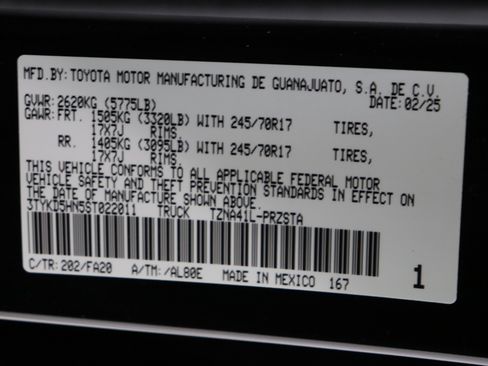 MFD.BY:TOYOTA MOTOR MANUFACTURING DE GUANAJUATO, S.A. DE C.V.
GVWR:2620KG (5775LB) DATE:02/25
GAWR:FRT. 1505KG (3320LB) WITH 245/70R17 TIRES,
17X7J RIMS,
RR. 1405KG (3095LB) WITH 245/70R17 TIRES,
17X7J RIMS,
THIS VEHICLE CONFORMS TO ALL APPLICABLE FEDERAL MOTOR
VEHICLE SAFETY AND THEFT PREVENTION STANDARDS IN EFFECT ON
THE DATE OF MANUFACTURE SHOWN ABOVE.
3TYKD5HN5ST022011 TRUCK TZNA41L-PRZSTA
C/TR:202/FA20 A/TM:/AL80E MADE IN MEXICO 167 1